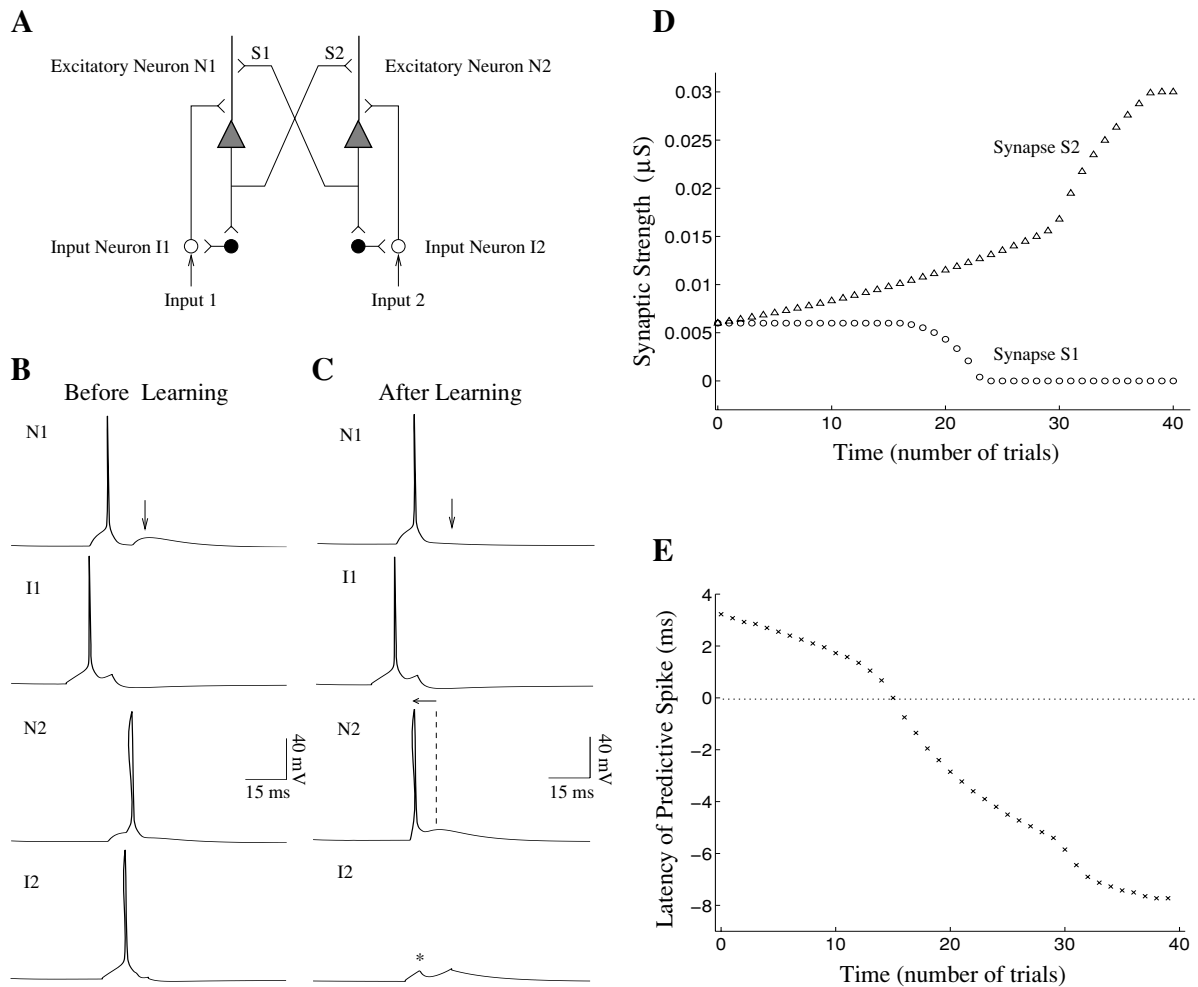 A
Excitatory Neuron N1
S1
S2
Excitatory Neuron N2
Input Neuron I1
Input Neuron I2
Input 1
Input 2
B
Before Learning
N1
I1
N2
40 mV
15 ms
I2
C
After Learning
N1
I1
N2
40 mV
15 ms
I2
*
D
Synaptic Strength (μS)
0.03
0.025
0.02
0.015
0.01
0.005
0
Synapse S2
Synapse S1
0
10
20
30
40
Time (number of trials)
E
Latency of Predictive Spike (ms)
4
2
0
−2
−4
−6
−8
0
10
20
30
40
Time (number of trials)